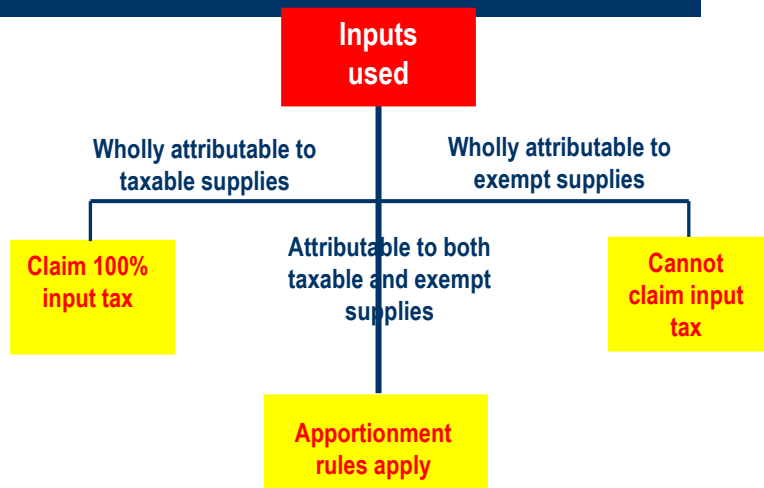 Inputs
used
Wholly attributable to
taxable supplies
Wholly attributable to
exempt supplies
Claim 100%
input tax
Attributable to both
taxable and exempt
supplies
Cannot
claim input
tax
Apportionment
rules apply